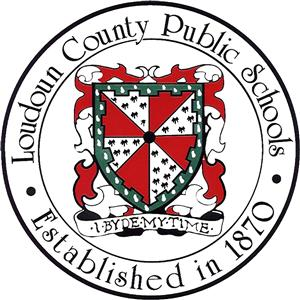 Loudoun County Public Schools
·I·BYDE·MY·TIME·
• Established in 1870 •